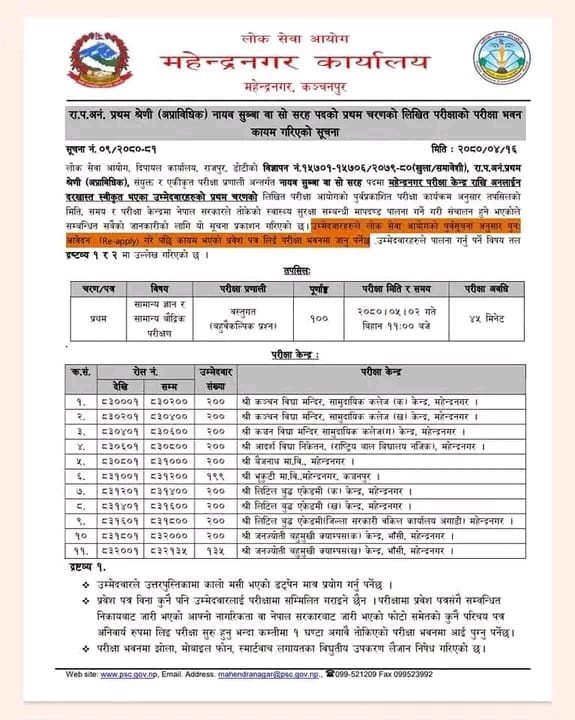 लोक सेवा आयोग
महेन्द्रनगर कार्यालय
महेन्द्रनगर, कञ्चनपुर
रा.प.अनं. प्रथम श्रेणी (अप्राविधिक) नायब सुब्बा वा सो सरह पदको प्रथम चरणको लिखित परीक्षाको परीक्षा भवन
कायम गरिएको सूचना
सूचना नं. ०९/२०८०-८१ मिति : २०८०/०४/१६
लोक सेवा आयोग, दिपायल कार्यालय, राजपुर, डोटीको विज्ञापन नं.१५७०१-१५७०६/२०७९-८०(खुला/समावेशी), रा.प.अनं.प्रथम
श्रेणी (अप्राविधिक), संयुक्त र एकीकृत परीक्षा प्रणाली अन्तर्गत नायब सुब्बा वा सो सरह पदमा महेन्द्रनगर परीक्षा केन्द्र राखि अनलाईन
दरखास्त स्वीकृत भएका उम्मेदवारहरुको प्रथम चरणको लिखित परीक्षा आयोगको पुर्वप्रकाशित परीक्षा कार्यक्रम अनुसार तपसिलको
मिति, समय र परीक्षा केन्द्रमा नेपाल सरकारले तोकेको स्वास्थ्य सुरक्षा सम्बन्धी मापदण्ड पालना गर्ने गरी संचालन हुने भएकोले
सम्बन्धित सबैको जानकारीको लागि यो सूचना प्रकाशन गरिएको छ। उम्मेदवारहरुले लोक सेवा आयोगको पुर्वसूचना अनुसार पुनः
आवेदन (Re-apply) गरे पछि कायम भएको प्रवेश पत्र लिई परीक्षा भवनमा जानु पर्नेछ .उम्मेदवारहरुले पालना गर्नु पर्ने विषय तल
द्रष्टव्य १ र २ मा उल्लेख गरिएको छ ।
तपसिलः
चरण/पत्र विषय परीक्षा प्रणाली पूर्णाङ्क परीक्षा मिति र समय परीक्षा अवधि
प्रथम सामान्य ज्ञान र सामान्य बौद्धिक परीक्षण वस्तुगत (बहुवैकल्पिक प्रश्न) १०० २०८०।०५।०२ गते बिहान ११:०० बजे ४५ मिनेट
परीक्षा केन्द्र :
क.सं. रोल नं. उम्मेदवार संख्या परीक्षा केन्द्र
देखि सम्म
१. ८३०००१ ८३०२०० २०० श्री कञ्चन विद्या मन्दिर, सामुदायिक कलेज (क) केन्द्र, महेन्द्रनगर ।
२. ८३०२०१ ८३०४०० २०० श्री कञ्चन विद्या मन्दिर, सामुदायिक कलेज (ख) केन्द्र, महेन्द्रनगर ।
३. ८३०४०१ ८३०६०० २०० श्री कञ्चन विद्या मन्दिर सामुदायिक कलेज(ग) केन्द्र, महेन्द्रनगर ।
४. ८३०६०१ ८३०८०० २०० श्री आदर्श विद्या निकेतन, (राष्ट्रिय बाल विद्यालय नजिक), महेन्द्रनगर ।
५. ८३०८०१ ८३१००० २०० श्री बैजनाथ मा.वि., महेन्द्रनगर ।
६. ८३१००१ ८३१२०० १९९ श्री भृकुटी मा.वि.,महेन्द्रनगर, कञ्चनपुर ।
७. ८३१२०१ ८३१४०० २०० श्री लिटिल बुद्ध एकेडमी (क) केन्द्र, महेन्द्रनगर ।
८. ८३१४०१ ८३१६०० २०० श्री लिटिल बुद्ध एकेडमी (ख) केन्द्र, महेन्द्रनगर ।
९. ८३१६०१ ८३१८०० २०० श्री लिटिल बुद्ध एकेडमी(जिल्ला सरकारी वकिल कार्यालय अगाडी) महेन्द्रनगर ।
१० ८३१८०१ ८३२००० २०० श्री जनज्योती बहुमुखी क्याम्पस(क) केन्द्र, भाँसी, महेन्द्रनगर ।
११. ८३२००१ ८३२१३५ १३५ श्री जनज्योती बहुमुखी क्याम्पस(ख) केन्द्र, भाँसी, महेन्द्रनगर ।
द्रष्टव्य १.
❖ उम्मेदवारले उत्तरपुस्तिकामा कालो मसी भएको डटपेन मात्र प्रयोग गर्नु पर्नेछ ।
❖ प्रवेश पत्र विना कुनै पनि उम्मेदवारलाई परीक्षामा सम्मिलित गराइने छैन ।परीक्षामा प्रवेश पत्रसंगै सम्बन्धित
निकायबाट जारी भएको आफ्नो नागरिकता वा नेपाल सरकारबाट जारी भएको फोटो समेतको कुनै परिचय पत्र
अनिवार्य रुपमा लिइ परीक्षा सुरु हुनु भन्दा कम्तीमा १ घण्टा अगावै तोकिएको परीक्षा भवनमा आई पुग्नु पर्नेछ।
❖ परीक्षा भवनमा झोला, मोबाइल फोन, स्मार्टवाच लगायतका विधुतीय उपकरण लैजान निषेध गरिएको छ।
Web site: www.psc.gov.np, Email. Address. mahendranagar@psc.gov.np., ☎099-521209 Fax 099523992